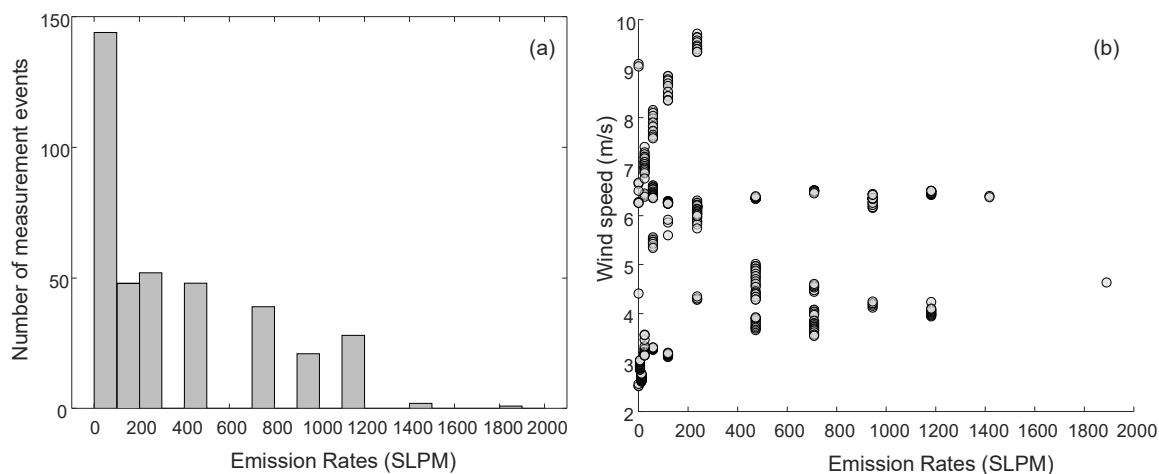 150
100
50
0
Number of measurement events
(a)
0 200 400 600 800 1000 1200 1400 1600 1800 2000
Emission Rates (SLPM)
10
9
8
7
6
5
4
3
2
Wind speed (m/s)
(b)
0 200 400 600 800 1000 1200 1400 1600 1800 2000
Emission Rates (SLPM)